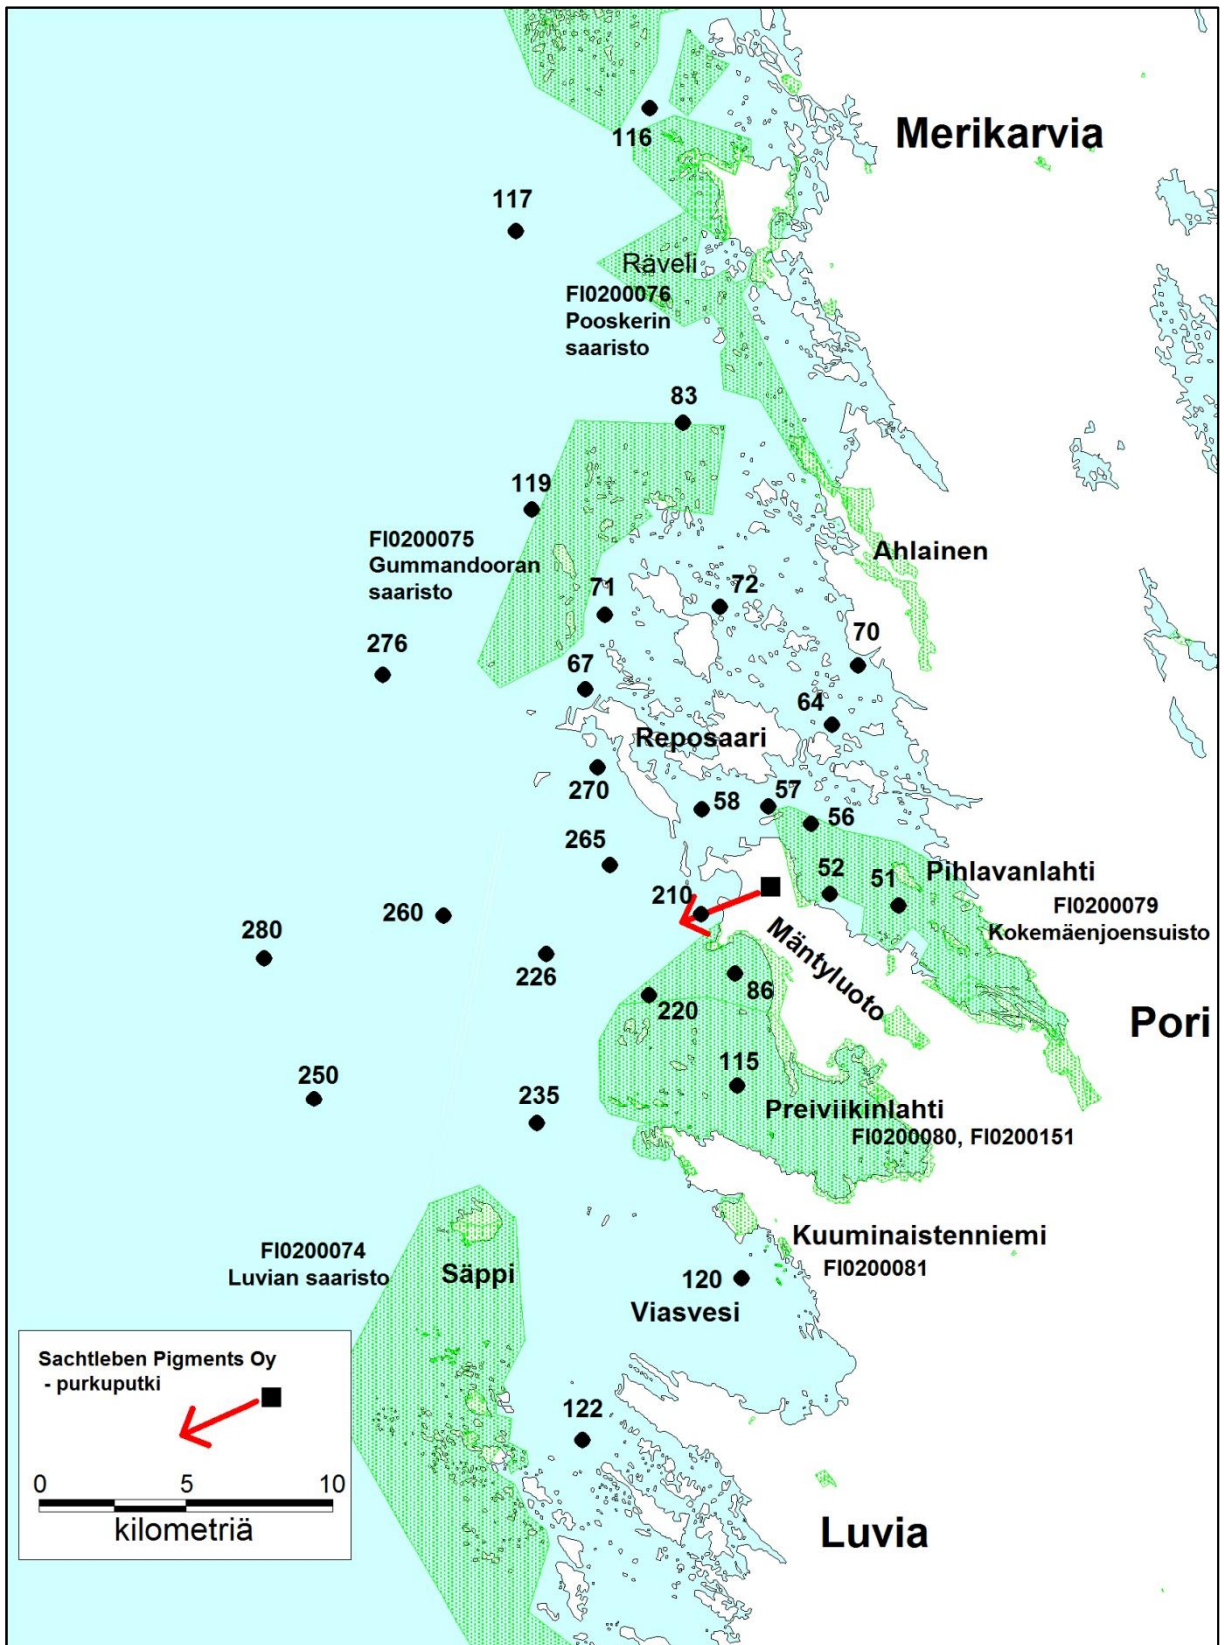 116
Merikarvia
117
Räveli
FI0200076
Pooskerin
saaristo
83
119
FI0200075
Gummandooran
saaristo
Ahlainen
71
72
70
276
67
64
Reposaari
270
58
57
56
265
52
51
Pihlavanlahti
FI0200079
Kokemäenjoensuisto
210
260
280
226
Mäntyluoto
86
220
Pori
250
115
235
Preiviikinlahti
FI0200080, FI0200151
Kuuminaistenniemi
FI0200081
FI0200074
Luvian saaristo
Säppi
120
Viasvesi
Sachtleben Pigments Oy
- purkuputki
122
0 5 10
kilometriä
Luvia